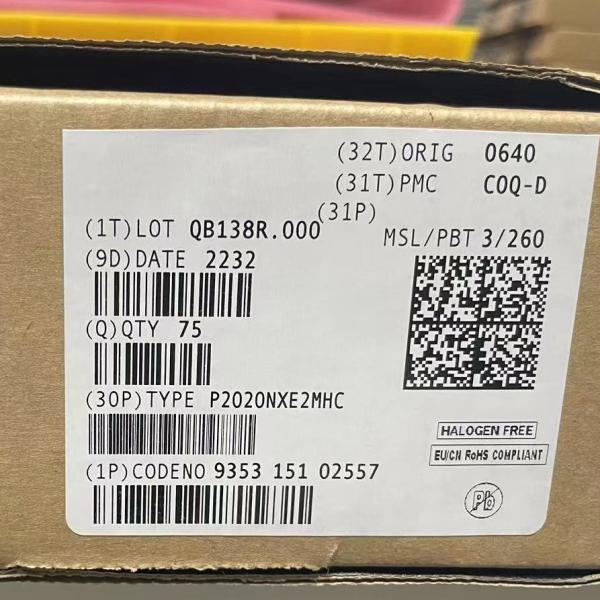 (32T)ORIG 0640
(31T)PMC COQ-D
(31P)
(1T)LOT QB138R.000
MSL/PBT 3/260
(9D)DATE 2232
(Q)QTY 75
(30P)TYPE P2020NXE2MHC
HALOGEN FREE
EU/CN RoHS COMPLIANT
(1P)CODENO 9353 151 02557
Pb